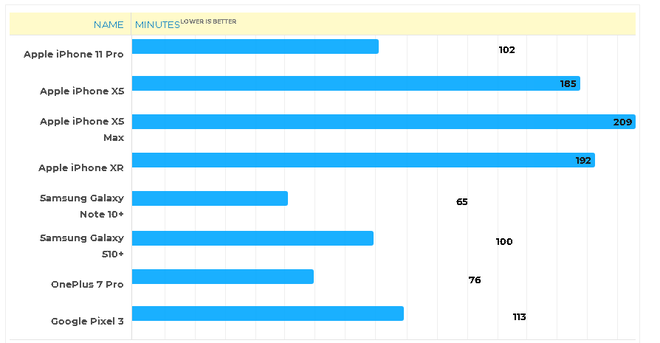 NAME MINUTES LOWER IS BETTER
Apple iPhone 11 Pro 102
Apple iPhone XS 185
Apple iPhone XS
Max 209
Apple iPhone XR 192
Samsung Galaxy
Note 10+ 65
Samsung Galaxy
S10+ 100
OnePlus 7 Pro 76
Google Pixel 3 113